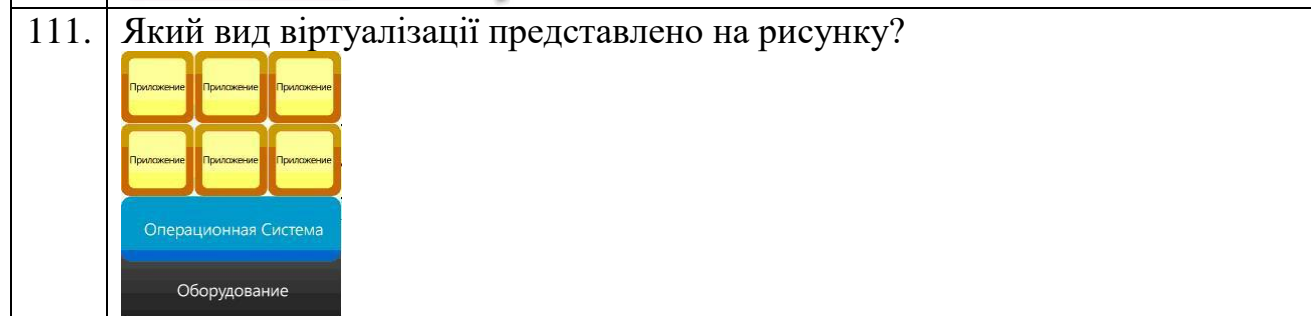 111. Який вид віртуалізації представлено на рисунку?
Приложение Приложение Приложение
Приложение Приложение Приложение
Операционная Система
Оборудование